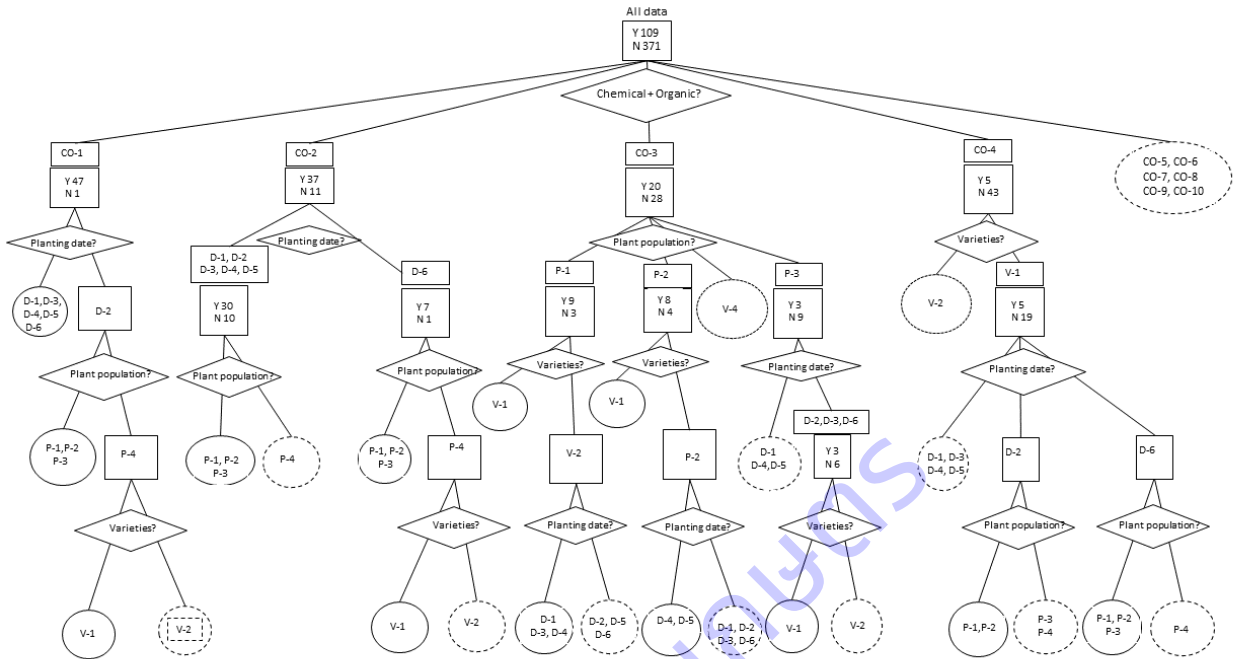 All data
Y 109
N 371
Chemical + Organic?
CO-1
CO-2
CO-3
CO-4
CO-5, CO-6
CO-7, CO-8
CO-9, CO-10
Y 47
N 1
Y 37
N 11
Y 20
N 28
Y 5
N 43
Planting date?
Planting date?
Plant population?
Varieties?
D-1, D-2
D-3, D-4, D-5
D-6
P-1
P-2
P-3
V-1
D-1,D-3,
D-4,D-5
D-6
D-2
Y 30
N 10
Y 7
N 1
Y 9
N 3
Y 8
N 4
V-4
Y 3
N 9
V-2
Y 5
N 19
Plant population?
Plant population?
Plant population?
Varieties?
Varieties?
Planting date?
Planting date?
V-1
V-1
D-2,D-3,D-6
P-1,P-2
P-3
P-4
P-1, P-2
P-3
P-4
P-1, P-2
P-3
P-4
V-2
P-2
D-1
D-4,D-5
Y 3
N 6
D-1, D-3
D-4, D-5
D-2
D-6
Varieties?
Varieties?
Planting date?
Planting date?
Varieties?
Plant population?
Plant population?
V-1
V-2
V-1
V-2
D-1
D-3, D-4
D-2, D-5
D-6
D-4, D-5
D-1, D-2
D-3, D-6
V-1
V-2
P-1,P-2
P-3
P-4
P-1, P-2
P-3
P-4